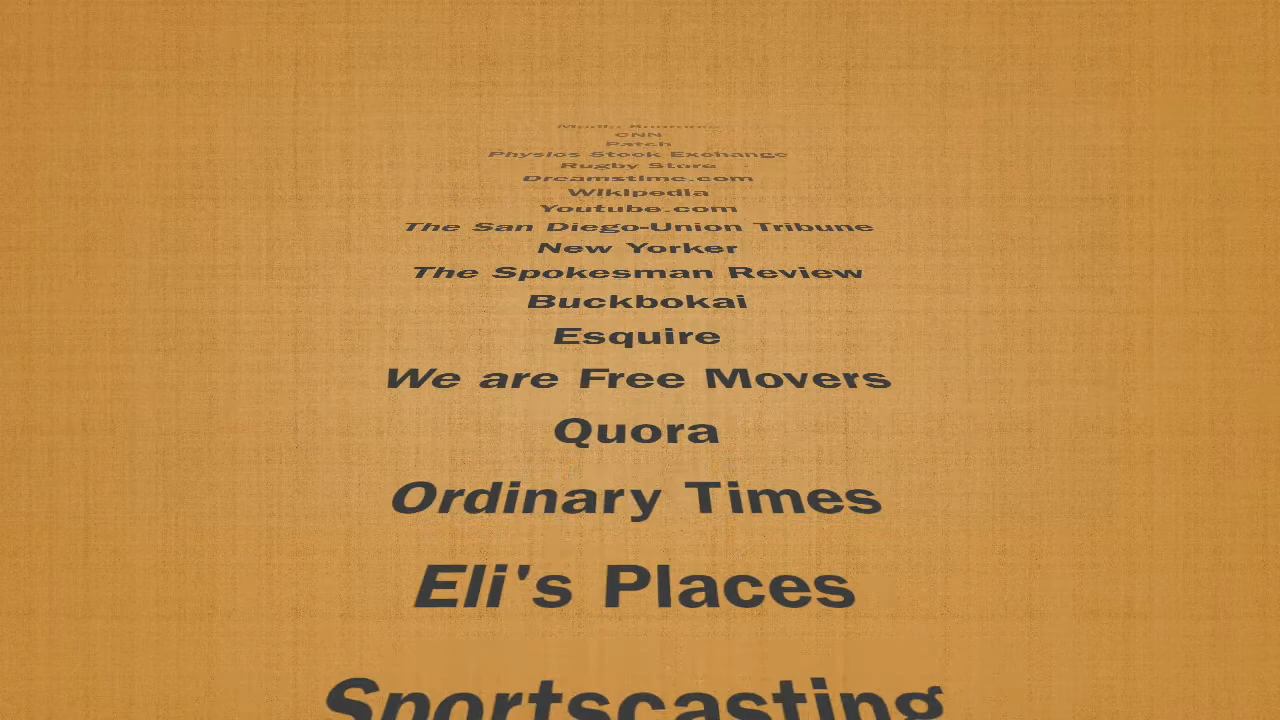 CNN
Patch
Physics Stock Exchange
Rugby Store
Dreamstime.com
Wikipedia
Youtube.com
The San Diego-Union Tribune
New Yorker
The Spokesman Review
Buckbokai
Esquire
We are Free Movers
Quora
Ordinary Times
Eli's Places
Sportscasting